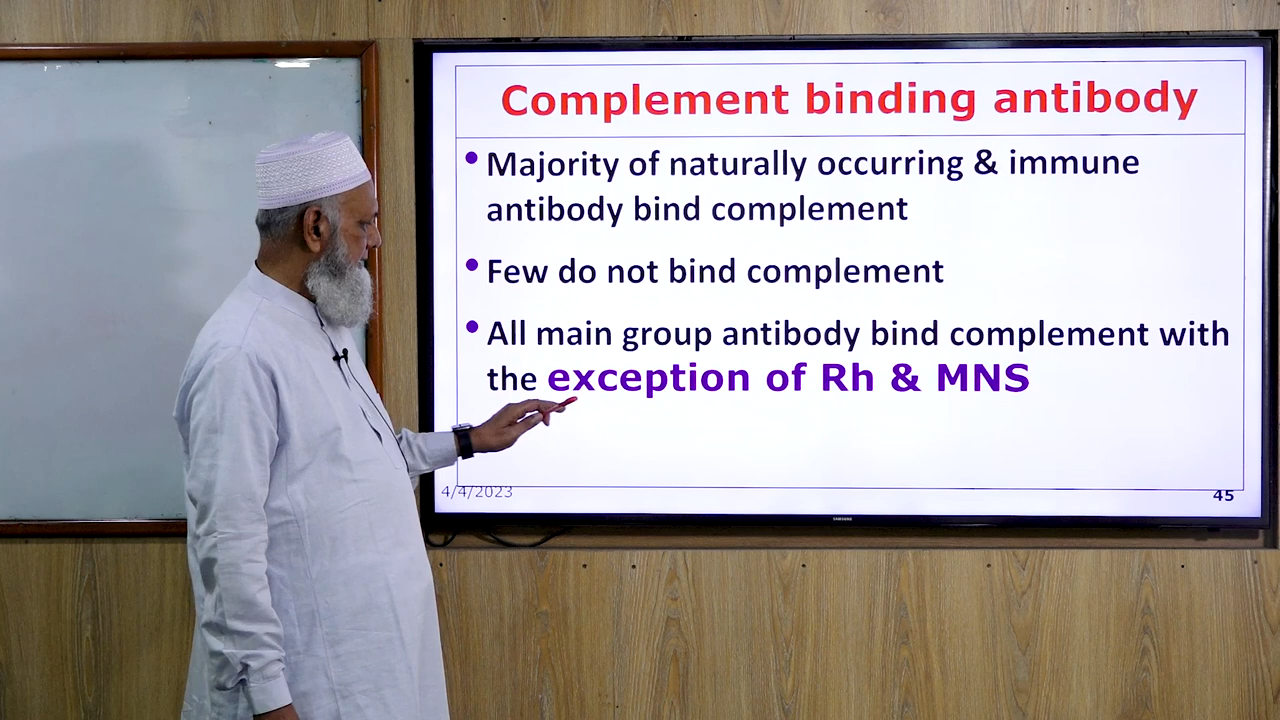 Complement binding antibody
• Majority of naturally occurring & immune
antibody bind complement
• Few do not bind complement
• All main group antibody bind complement with
the exception of Rh & MNS
4/4/2023
45
SAMSUNG